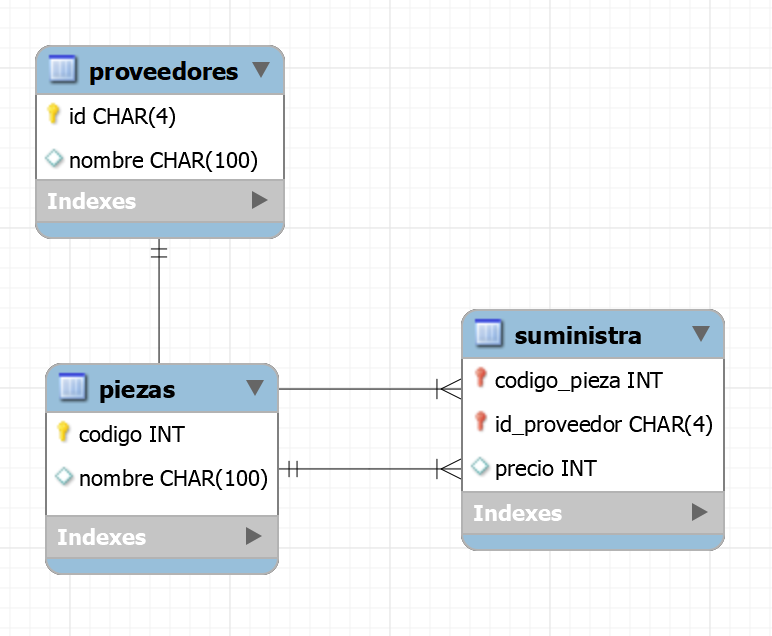 proveedores
id CHAR(4)
nombre CHAR(100)
Indexes
piezas
codigo INT
nombre CHAR(100)
Indexes
suministra
codigo_pieza INT
id_proveedor CHAR(4)
precio INT
Indexes